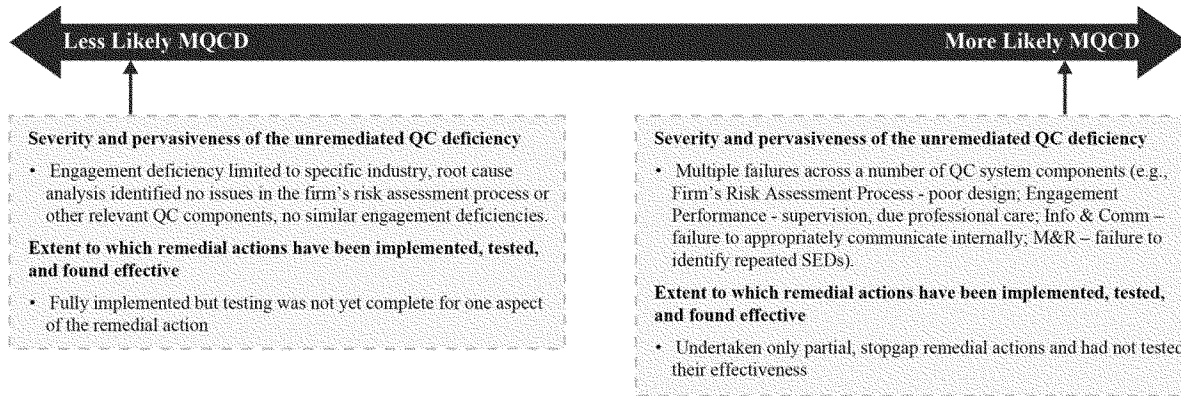 Less Likely MQCD
More Likely MQCD
Severity and pervasiveness of the unremediated QC deficiency
• Engagement deficiency limited to specific industry, root cause
analysis identified no issues in the firm's risk assessment process or
other relevant QC components, no similar engagement deficiencies.
Extent to which remedial actions have been implemented, tested,
and found effective
• Fully implemented but testing was not yet complete for one aspect
of the remedial action
Severity and pervasiveness of the unremediated QC deficiency
• Multiple failures across a number of QC system components (e.g.,
Firm's Risk Assessment Process - poor design; Engagement
Performance - supervision, due professional care; Info & Comm –
failure to appropriately communicate internally; M&R – failure to
identify repeated SEDs).
Extent to which remedial actions have been implemented, tested,
and found effective
• Undertaken only partial, stopgap remedial actions and had not tested
their effectiveness